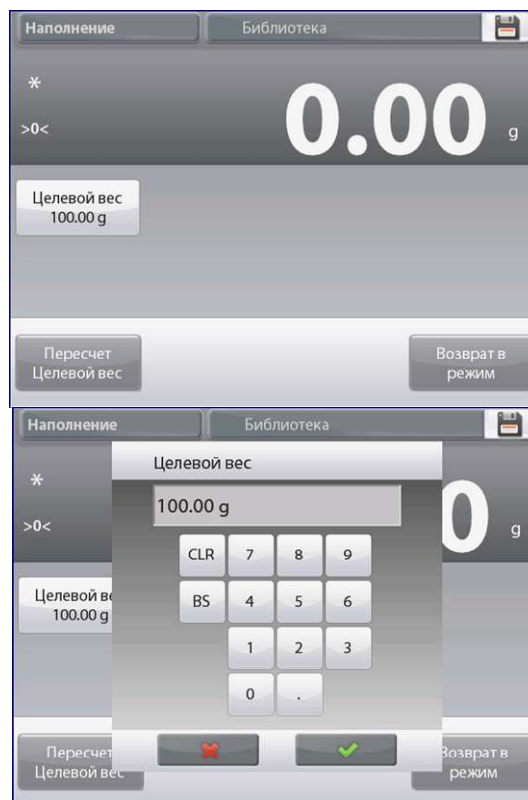 Наполнение Библиотека
*
0.00 g
>0<
Целевой вес
100.00 g
Пересчет Возврат в
Целевой вес режим
Наполнение Библиотека
Целевой вес
*
100.00 g
>0< 0 g
CLR 7 8 9
Целевой ве
BS 4 5 6
100.00 g
1 2 3
0 .
Пересчет Возврат в
Целевой вес режим